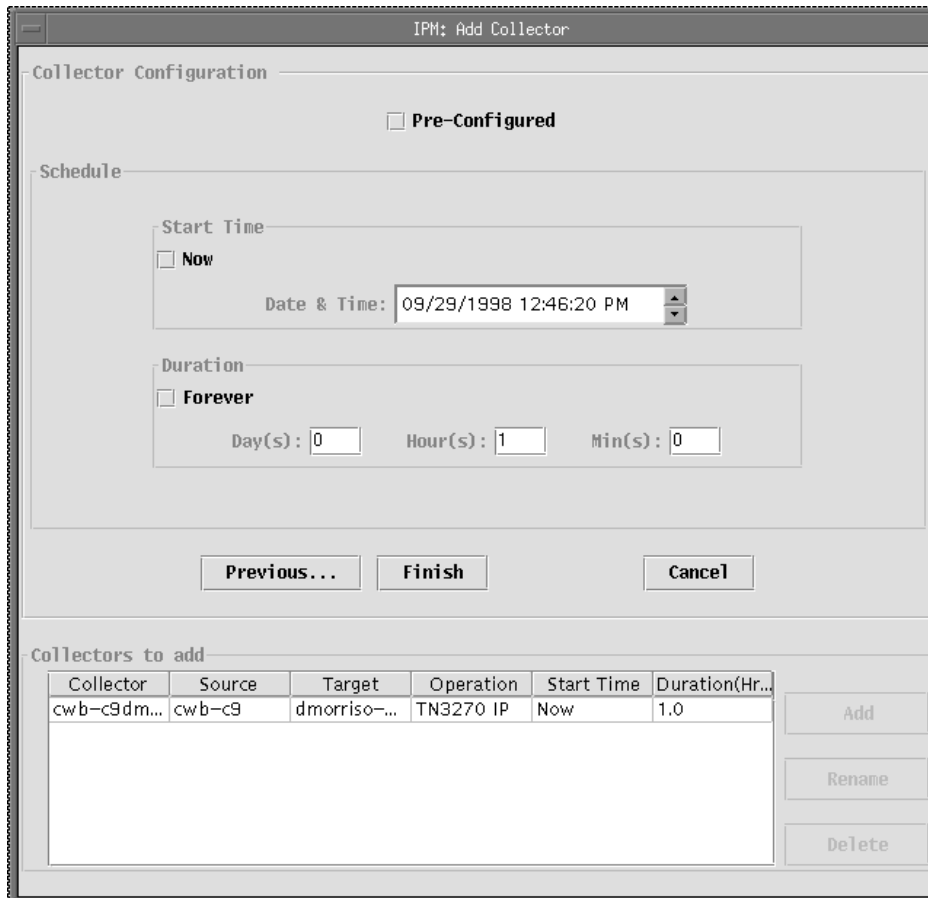 IPM: Add Collector
Collector Configuration
Pre-Configured
Schedule
Start Time
Now
Date & Time: 09/29/1998 12:46:20 PM
Duration
Forever
Day(s): 0 Hour(s): 1 Min(s): 0
Previous... Finish Cancel
Collectors to add
Collector Source Target Operation Start Time Duration(Hr...
cwb-c9dm... cwb-c9 dmorriso-... TN3270 IP Now 1.0
Add
Rename
Delete